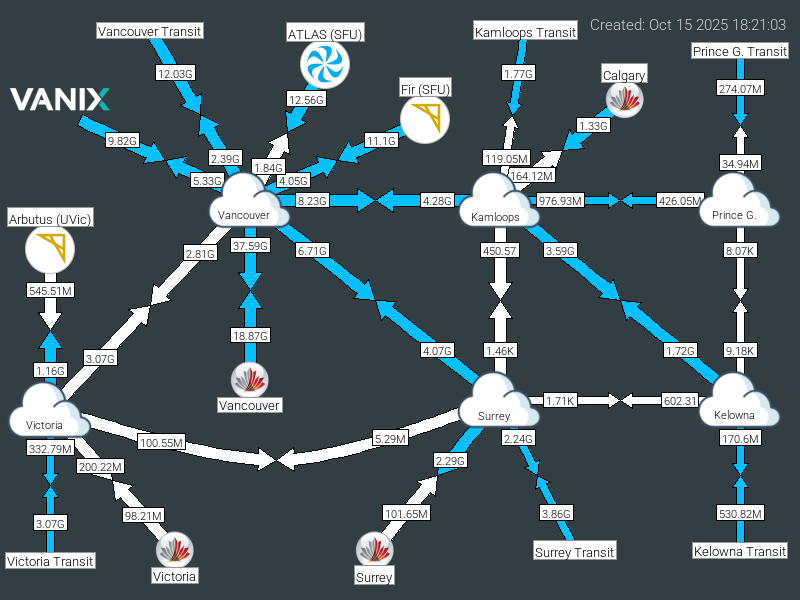 Created: Oct 15 2025 18:21:03
Vancouver Transit
ATLAS (SFU)
Kamloops Transit
Prince G. Transit
12.03G
1.77G
Calgary
274.07M
VANIX
12.56G
Fir (SFU)
1.33G
9.82G
11.1G
2.39G
1.84G
119.05M
164.12M
34.94M
5.33G
4.05G
8.23G
4.28G
976.93M
426.05M
Vancouver
Kamloops
Prince G.
Arbutus (UVic)
2.81G
37.59G
6.71G
450.57
3.59G
8.07K
545.51M
18.87G
3.07G
4.07G
1.46K
1.72G
9.18K
1.16G
Vancouver
Victoria
Surrey
1.71K
602.31
Kelowna
332.79M
100.55M
5.29M
2.24G
170.6M
200.22M
2.29G
3.07G
98.21M
101.65M
3.86G
530.82M
Victoria Transit
Victoria
Surrey
Surrey Transit
Kelowna Transit